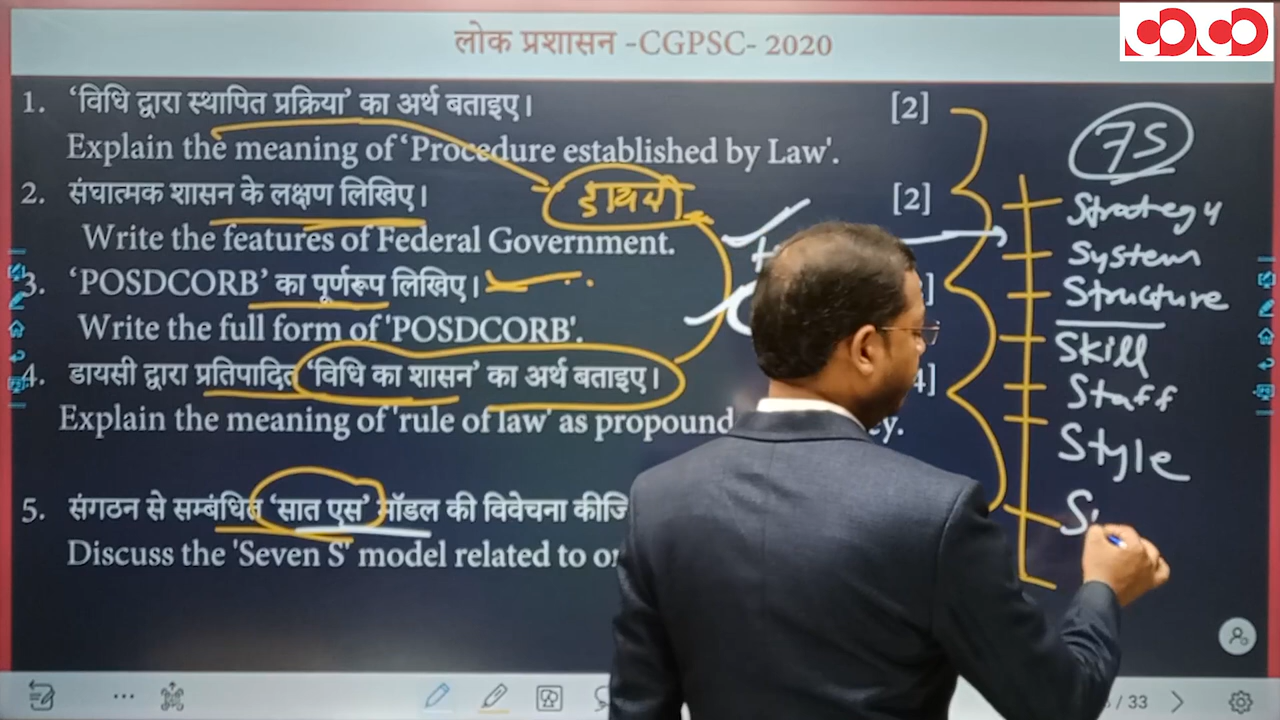 लोक प्रशासन -CGPSC- 2020
1. ‘विधि द्वारा स्थापित प्रक्रिया’ का अर्थ बताइए। [2]
Explain the meaning of ‘Procedure established by Law'.
2. संघात्मक शासन के लक्षण लिखिए। [2]
Write the features of Federal Government.
3. ‘POSDCORB’ का पूर्णरूप लिखिए।
Write the full form of 'POSDCORB'.
4. डायसी द्वारा प्रतिपादित ‘विधि का शासन’ का अर्थ बताइए। 4]
Explain the meaning of 'rule of law' as propound
5. संगठन से सम्बंधित ‘सात एस’ मॉडल की विवेचना कीजि
Discuss the 'Seven S' model related to
डायसी
7S
Strategy
System
Structure
Skill
Staff
Style
S
/ 33